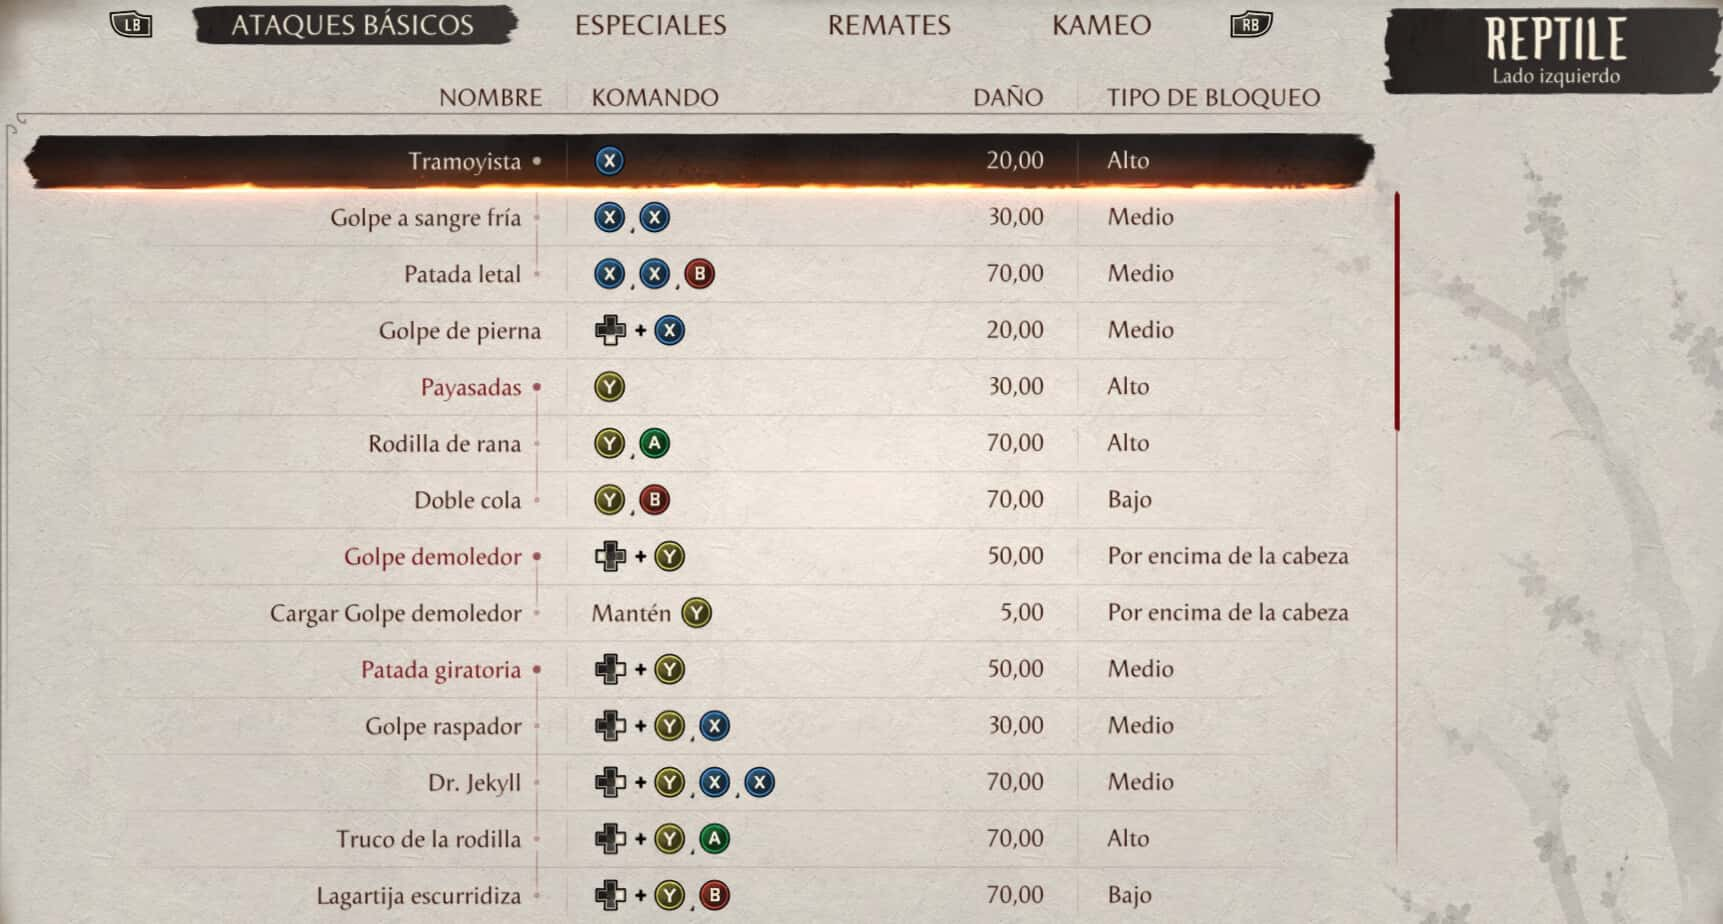 LB ATAQUES BÁSICOS ESPECIALES REMATES KAMEO RB
REPTILE
Lado izquierdo
NOMBRE KOMANDO DAÑO TIPO DE BLOQUEO
Tramoyista X 20,00 Alto
Golpe a sangre fría X , X 30,00 Medio
Patada letal X , X , B 70,00 Medio
Golpe de pierna + X 20,00 Medio
Payasadas Y 30,00 Alto
Rodilla de rana Y , A 70,00 Alto
Doble cola Y , B 70,00 Bajo
Golpe demoledor + Y 50,00 Por encima de la cabeza
Cargar Golpe demoledor Mantén Y 5,00 Por encima de la cabeza
Patada giratoria + Y 50,00 Medio
Golpe raspador + Y , X 30,00 Medio
Dr. Jekyll + Y , X , X 70,00 Medio
Truco de la rodilla + Y , A 70,00 Alto
Lagartija escurridiza + Y , B 70,00 Bajo